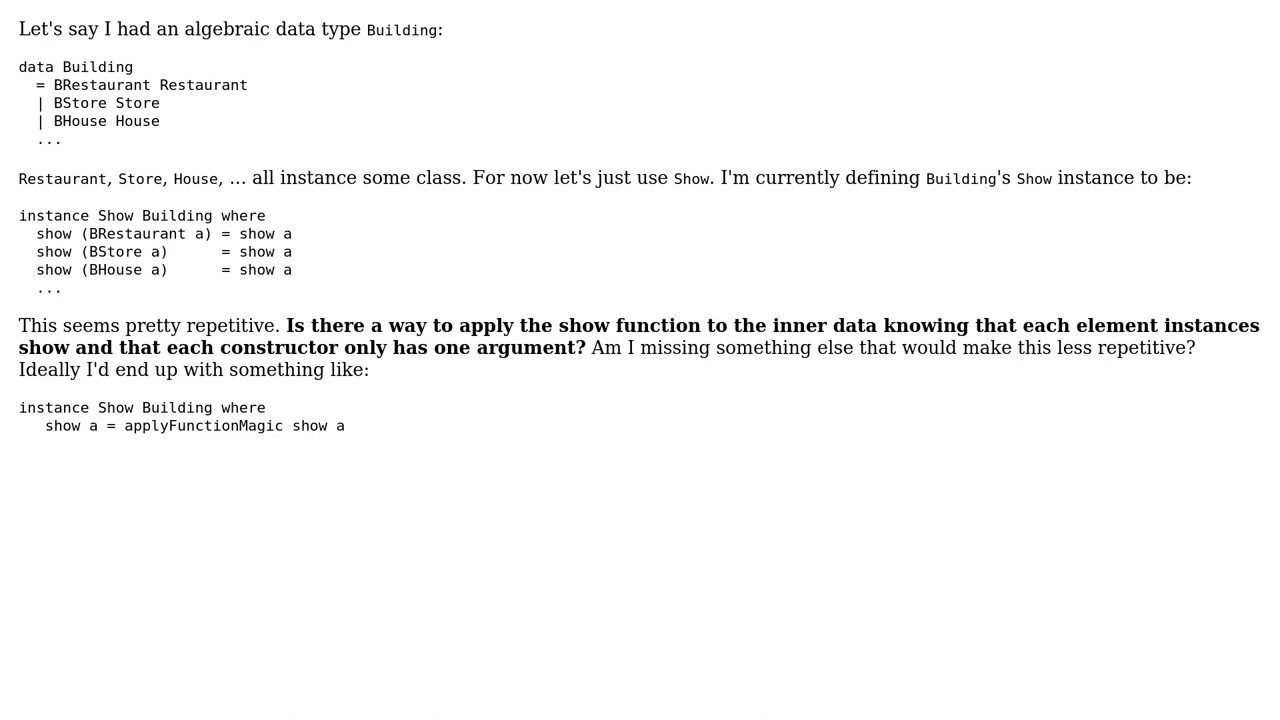 Let's say I had an algebraic data type Building:
data Building
  = BRestaurant Restaurant
  | BStore Store
  | BHouse House
  ...
Restaurant, Store, House, ... all instance some class. For now let's just use Show. I'm currently defining Building's Show instance to be:
instance Show Building where
  show (BRestaurant a) = show a
  show (BStore a)      = show a
  show (BHouse a)      = show a
  ...
This seems pretty repetitive. Is there a way to apply the show function to the inner data knowing that each element instances
show and that each constructor only has one argument? Am I missing something else that would make this less repetitive?
Ideally I'd end up with something like:
instance Show Building where
   show a = applyFunctionMagic show a